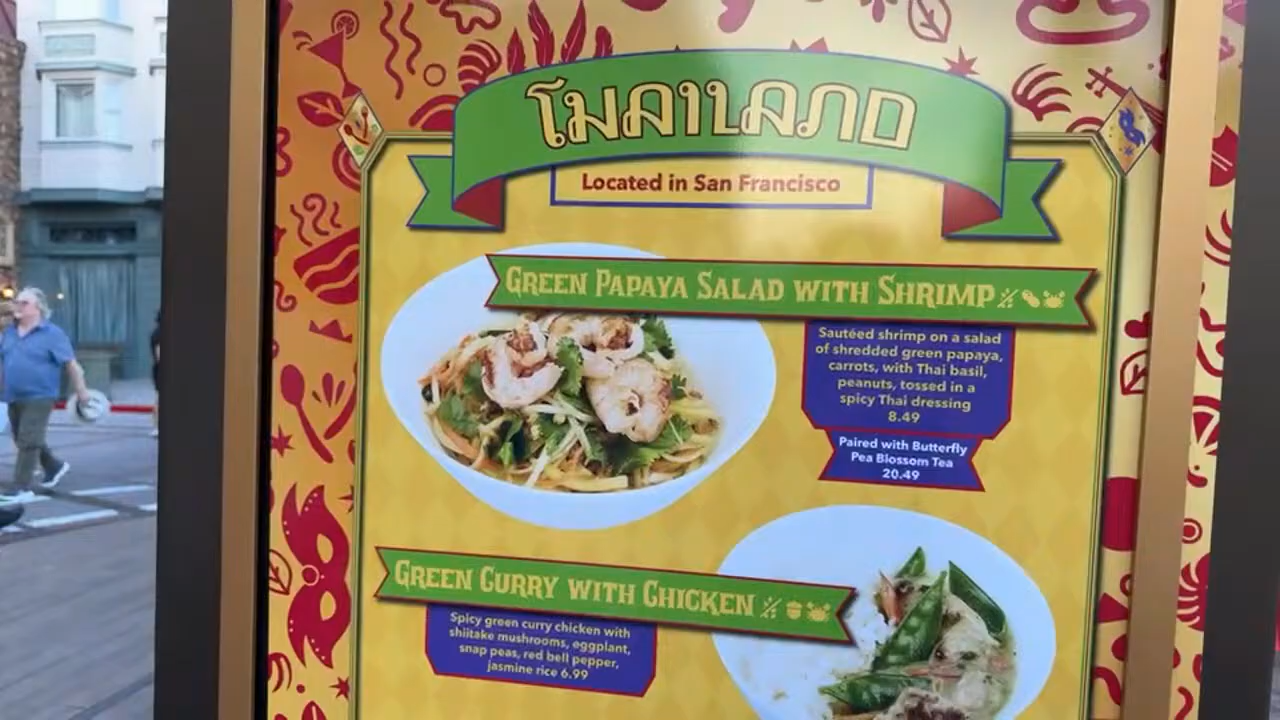 THAILAND
Located in San Francisco
GREEN PAPAYA SALAD WITH SHRIMP
Sautéed shrimp on a salad
of shredded green papaya,
carrots, with Thai basil,
peanuts, tossed in a
spicy Thai dressing
8.49
Paired with Butterfly
Pea Blossom Tea
20.49
GREEN CURRY WITH CHICKEN
Spicy green curry chicken with
shiitake mushrooms, eggplant,
snap peas, red bell pepper,
jasmine rice 6.99